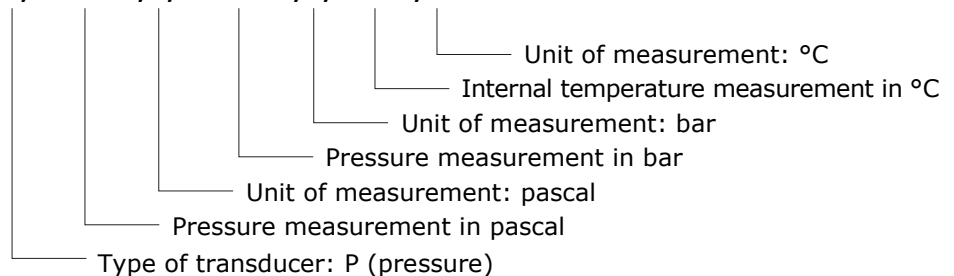 Unit of measurement: °C
Internal temperature measurement in °C
Unit of measurement: bar
Pressure measurement in bar
Unit of measurement: pascal
Pressure measurement in pascal
Type of transducer: P (pressure)